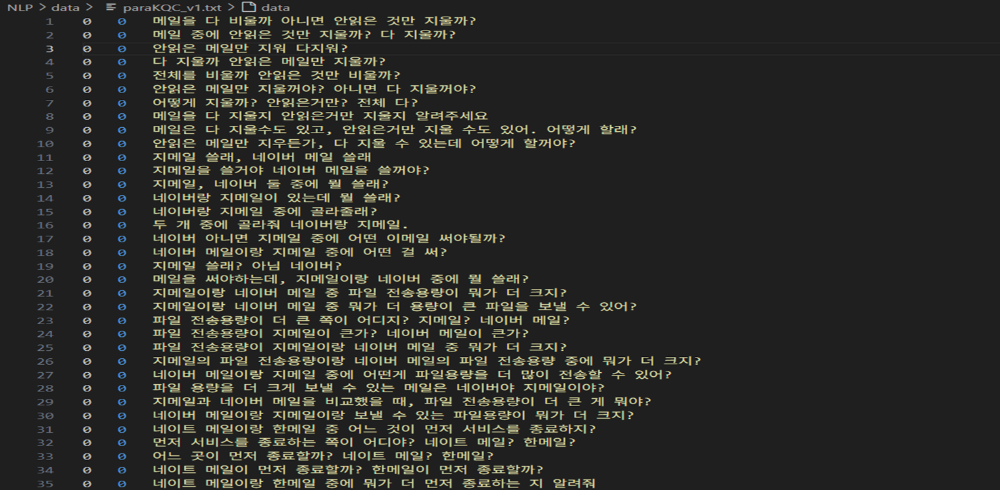 NLP > data > paraKQC_v1.txt > data
1 0 0 메일을 다 비울까 아니면 안읽은 것만 지울까?
2 0 0 메일 중에 안읽은 것만 지울까? 다 지울까?
3 0 0 안읽은 메일만 지워 다지워?
4 0 0 다 지울까 안읽은 메일만 지울까?
5 0 0 전체를 비울까 안읽은 것만 비울까?
6 0 0 안읽은 메일만 지울꺼야? 아니면 다 지울꺼야?
7 0 0 어떻게 지울까? 안읽은거만? 전체 다?
8 0 0 메일을 다 지울지 안읽은거만 지울지 알려주세요
9 0 0 메일은 다 지울수도 있고, 안읽은거만 지울 수도 있어. 어떻게 할래?
10 0 0 안읽은 메일만 지우든가, 다 지울 수 있는데 어떻게 할꺼야?
11 0 0 지메일 쓸래, 네이버 메일 쓸래
12 0 0 지메일을 쓸거야 네이버 메일을 쓸꺼야?
13 0 0 지메일, 네이버 둘 중에 뭘 쓸래?
14 0 0 네이버랑 지메일이 있는데 뭘 쓸래?
15 0 0 네이버랑 지메일 중에 골라줄래?
16 0 0 두 개 중에 골라줘 네이버랑 지메일.
17 0 0 네이버 아니면 지메일 중에 어떤 이메일 써야될까?
18 0 0 네이버 메일이랑 지메일 중에 어떤 걸 써?
19 0 0 지메일 쓸래? 아님 네이버?
20 0 0 메일을 써야하는데, 지메일이랑 네이버 중에 뭘 쓸래?
21 0 0 지메일이랑 네이버 메일 중 파일 전송용량이 뭐가 더 크지?
22 0 0 지메일이랑 네이버 메일 중 뭐가 더 용량이 큰 파일을 보낼 수 있어?
23 0 0 파일 전송용량이 더 큰 쪽이 어디지? 지메일? 네이버 메일?
24 0 0 파일 전송용량이 지메일이 큰가? 네이버 메일이 큰가?
25 0 0 파일 전송용량이 지메일이랑 네이버 메일 중 뭐가 더 크지?
26 0 0 지메일의 파일 전송용량이랑 네이버 메일의 파일 전송용량 중에 뭐가 더 크지?
27 0 0 네이버 메일이랑 지메일 중에 어떤게 파일용량을 더 많이 전송할 수 있어?
28 0 0 파일 용량을 더 크게 보낼 수 있는 메일은 네이버야 지메일이야?
29 0 0 지메일과 네이버 메일을 비교했을 때, 파일 전송용량이 더 큰 게 뭐야?
30 0 0 네이버 메일이랑 지메일이랑 보낼 수 있는 파일용량이 뭐가 더 크지?
31 0 0 네이트 메일이랑 한메일 중 어느 것이 먼저 서비스를 종료하지?
32 0 0 먼저 서비스를 종료하는 쪽이 어디야? 네이트 메일? 한메일?
33 0 0 어느 곳이 먼저 종료할까? 네이트 메일? 한메일?
34 0 0 네이트 메일이 먼저 종료할까? 한메일이 먼저 종료할까?
35 0 0 네이트 메일이랑 한메일 중에 뭐가 더 먼저 종료하는 지 알려줘